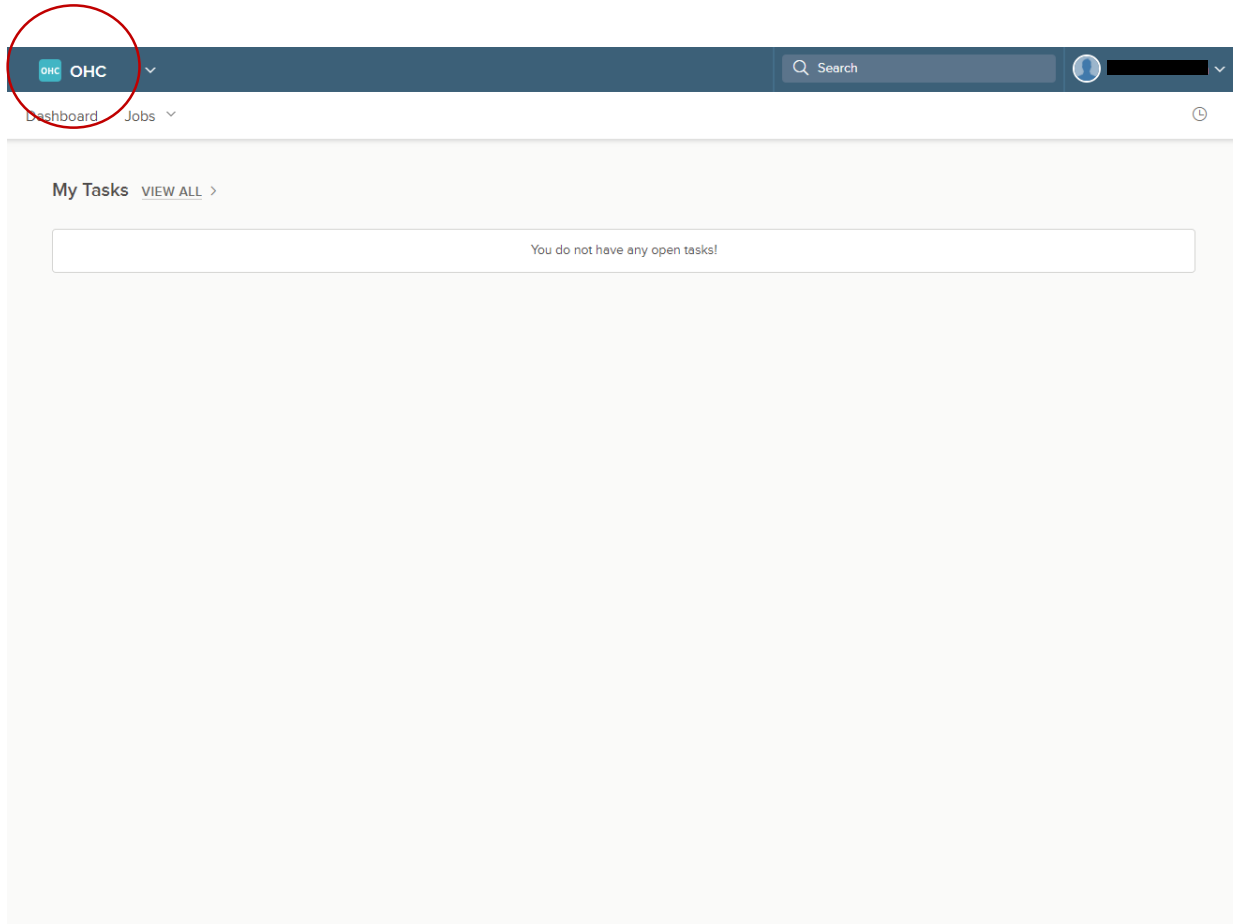 OHC OHC
Search
Dashboard Jobs
My Tasks VIEW ALL >
You do not have any open tasks!